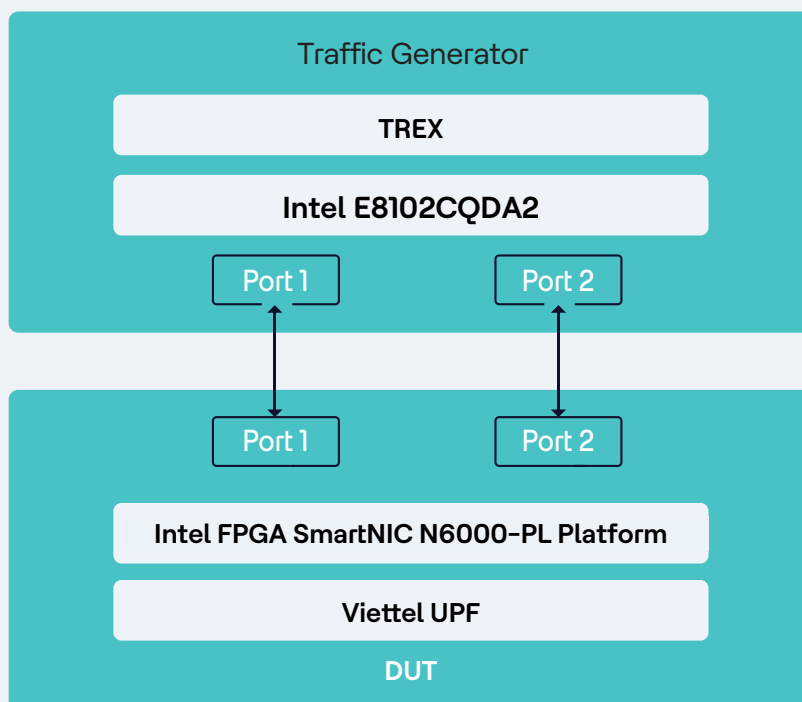 Traffic Generator
TREX
Intel E8102CQDA2
Port 1
Port 2
Port 1
Port 2
Intel FPGA SmartNIC N6000-PL Platform
Viettel UPF
DUT